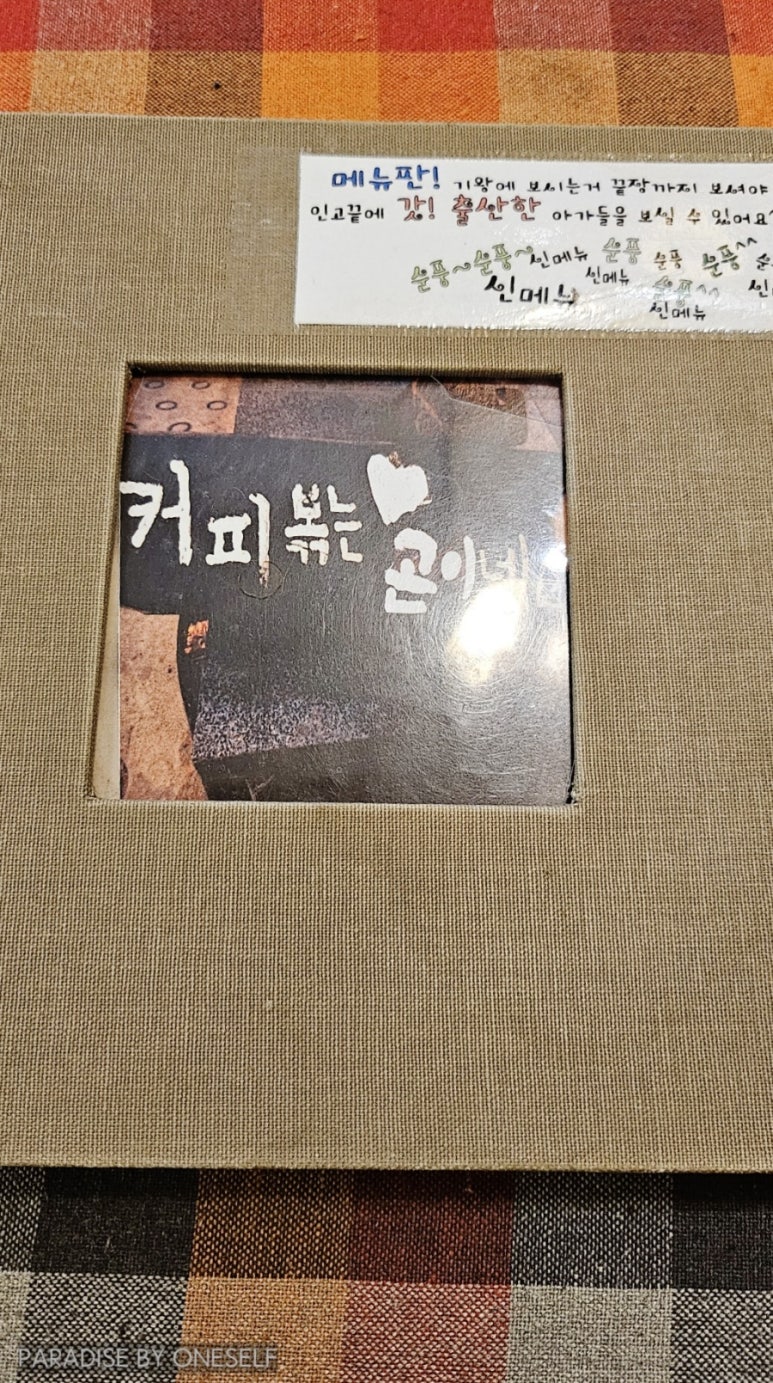 메뉴판! 기왕에 보시는거 끝장까지 보셔야
인고끝에 갓! 출산한 아가들을 보실 수 있어요
순풍~순풍~신메뉴 순풍 순풍 순풍^^
신메뉴 신메뉴 순풍^^ 신메뉴
커피볶는
곤이네
PARADISE BY ONESELF